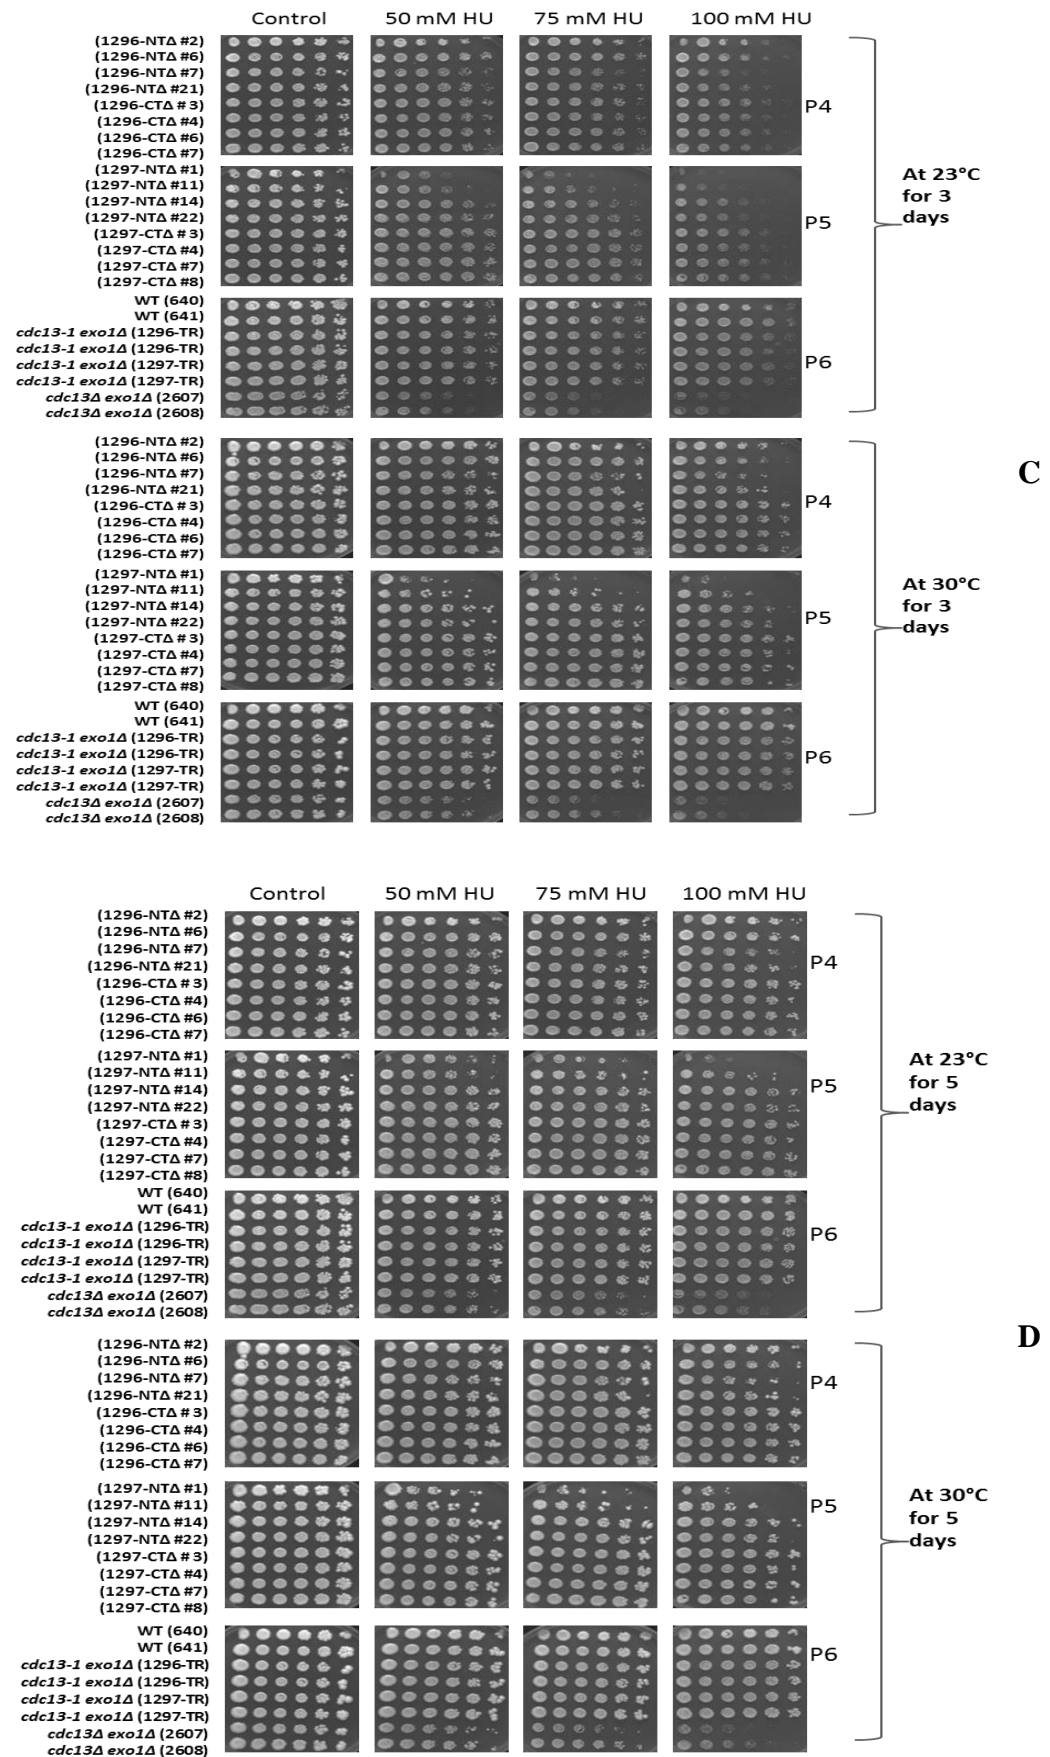 Control 50 mM HU 75 mM HU 100 mM HU
(1296-NTΔ #2)
(1296-NTΔ #6)
(1296-NTΔ #7)
(1296-NTΔ #21)
(1296-CTΔ # 3)
(1296-CTΔ #4)
(1296-CTΔ #6)
(1296-CTΔ #7)
P4
(1297-NTΔ #1)
(1297-NTΔ #11)
(1297-NTΔ #14)
(1297-NTΔ #22)
(1297-CTΔ # 3)
(1297-CTΔ #4)
(1297-CTΔ #7)
(1297-CTΔ #8)
P5
WT (640)
WT (641)
cdc13-1 exo1Δ (1296-TR)
cdc13-1 exo1Δ (1296-TR)
cdc13-1 exo1Δ (1297-TR)
cdc13-1 exo1Δ (1297-TR)
cdc13Δ exo1Δ (2607)
cdc13Δ exo1Δ (2608)
P6
At 23°C
for 3
days
(1296-NTΔ #2)
(1296-NTΔ #6)
(1296-NTΔ #7)
(1296-NTΔ #21)
(1296-CTΔ # 3)
(1296-CTΔ #4)
(1296-CTΔ #6)
(1296-CTΔ #7)
P4
(1297-NTΔ #1)
(1297-NTΔ #11)
(1297-NTΔ #14)
(1297-NTΔ #22)
(1297-CTΔ # 3)
(1297-CTΔ #4)
(1297-CTΔ #7)
(1297-CTΔ #8)
P5
WT (640)
WT (641)
cdc13-1 exo1Δ (1296-TR)
cdc13-1 exo1Δ (1296-TR)
cdc13-1 exo1Δ (1297-TR)
cdc13-1 exo1Δ (1297-TR)
cdc13Δ exo1Δ (2607)
cdc13Δ exo1Δ (2608)
P6
At 30°C
for 3
days
C
Control 50 mM HU 75 mM HU 100 mM HU
(1296-NTΔ #2)
(1296-NTΔ #6)
(1296-NTΔ #7)
(1296-NTΔ #21)
(1296-CTΔ # 3)
(1296-CTΔ #4)
(1296-CTΔ #6)
(1296-CTΔ #7)
P4
(1297-NTΔ #1)
(1297-NTΔ #11)
(1297-NTΔ #14)
(1297-NTΔ #22)
(1297-CTΔ # 3)
(1297-CTΔ #4)
(1297-CTΔ #7)
(1297-CTΔ #8)
P5
WT (640)
WT (641)
cdc13-1 exo1Δ (1296-TR)
cdc13-1 exo1Δ (1296-TR)
cdc13-1 exo1Δ (1297-TR)
cdc13-1 exo1Δ (1297-TR)
cdc13Δ exo1Δ (2607)
cdc13Δ exo1Δ (2608)
P6
At 23°C
for 5
days
D
(1296-NTΔ #2)
(1296-NTΔ #6)
(1296-NTΔ #7)
(1296-NTΔ #21)
(1296-CTΔ # 3)
(1296-CTΔ #4)
(1296-CTΔ #6)
(1296-CTΔ #7)
P4
(1297-NTΔ #1)
(1297-NTΔ #11)
(1297-NTΔ #14)
(1297-NTΔ #22)
(1297-CTΔ # 3)
(1297-CTΔ #4)
(1297-CTΔ #7)
(1297-CTΔ #8)
P5
WT (640)
WT (641)
cdc13-1 exo1Δ (1296-TR)
cdc13-1 exo1Δ (1296-TR)
cdc13-1 exo1Δ (1297-TR)
cdc13-1 exo1Δ (1297-TR)
cdc13Δ exo1Δ (2607)
cdc13Δ exo1Δ (2608)
P6
At 30°C
for 5
days